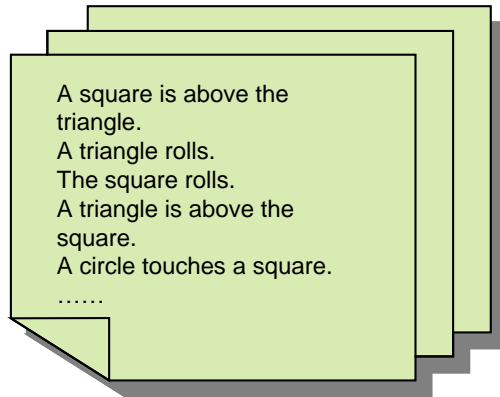 A square is above the
triangle.
A triangle rolls.
The square rolls.
A triangle is above the
square.
A circle touches a square.
……